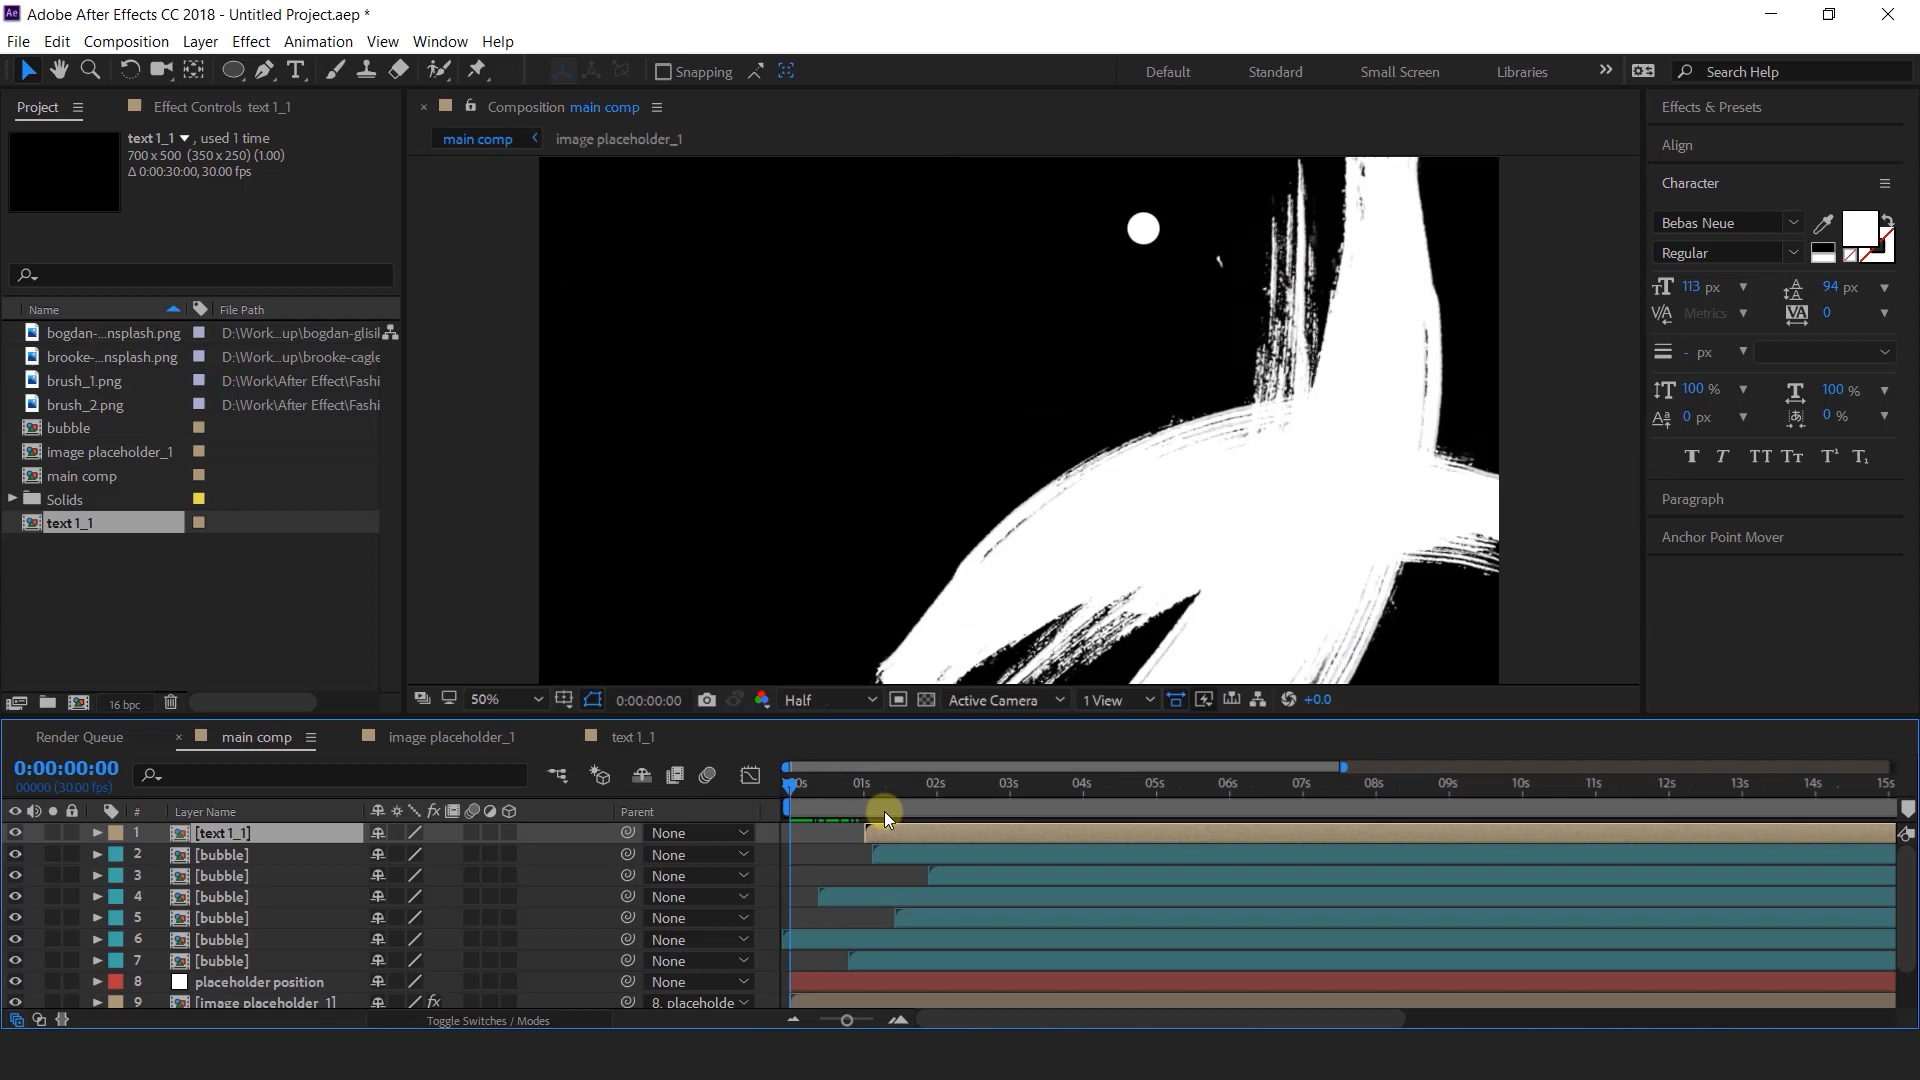 Adobe After Effects CC 2018 - Untitled Project.aep *
File Edit Composition Layer Effect Animation View Window Help
Snapping Default Standard Small Screen Libraries Search Help
Project Effect Controls text 1_1 Composition main comp Effects & Presets
text 1_1 , used 1 time
700 x 500 (350 x 250) (1.00)
Δ 0:00:30:00, 30.00 fps
main comp image placeholder_1
Align
Character
Bebas Neue
Regular
113 px 94 px
Metrics 0
- px
100 % 100 %
0 px 0 %
Paragraph
Anchor Point Mover
Name File Path
bogdan-...nsplash.png D:\Work...up\bogdan-glisil
brooke-...nsplash.png D:\Work...up\brooke-cagle
brush_1.png D:\Work\After Effect\Fashi
brush_2.png D:\Work\After Effect\Fashi
bubble
image placeholder_1
main comp
Solids
text 1_1
16 bpc 50% 0:00:00:00 Half Active Camera 1 View +0.0
Render Queue main comp image placeholder_1 text 1_1
0:00:00:00
00000 (30.00 fps)
00s 01s 02s 03s 04s 05s 06s 07s 08s 09s 10s 11s 12s 13s 14s 15s
# Layer Name Parent
1 [text 1_1] None
2 [bubble] None
3 [bubble] None
4 [bubble] None
5 [bubble] None
6 [bubble] None
7 [bubble] None
8 placeholder position None
9 [image placeholder_1] 8. placeholde
Toggle Switches / Modes